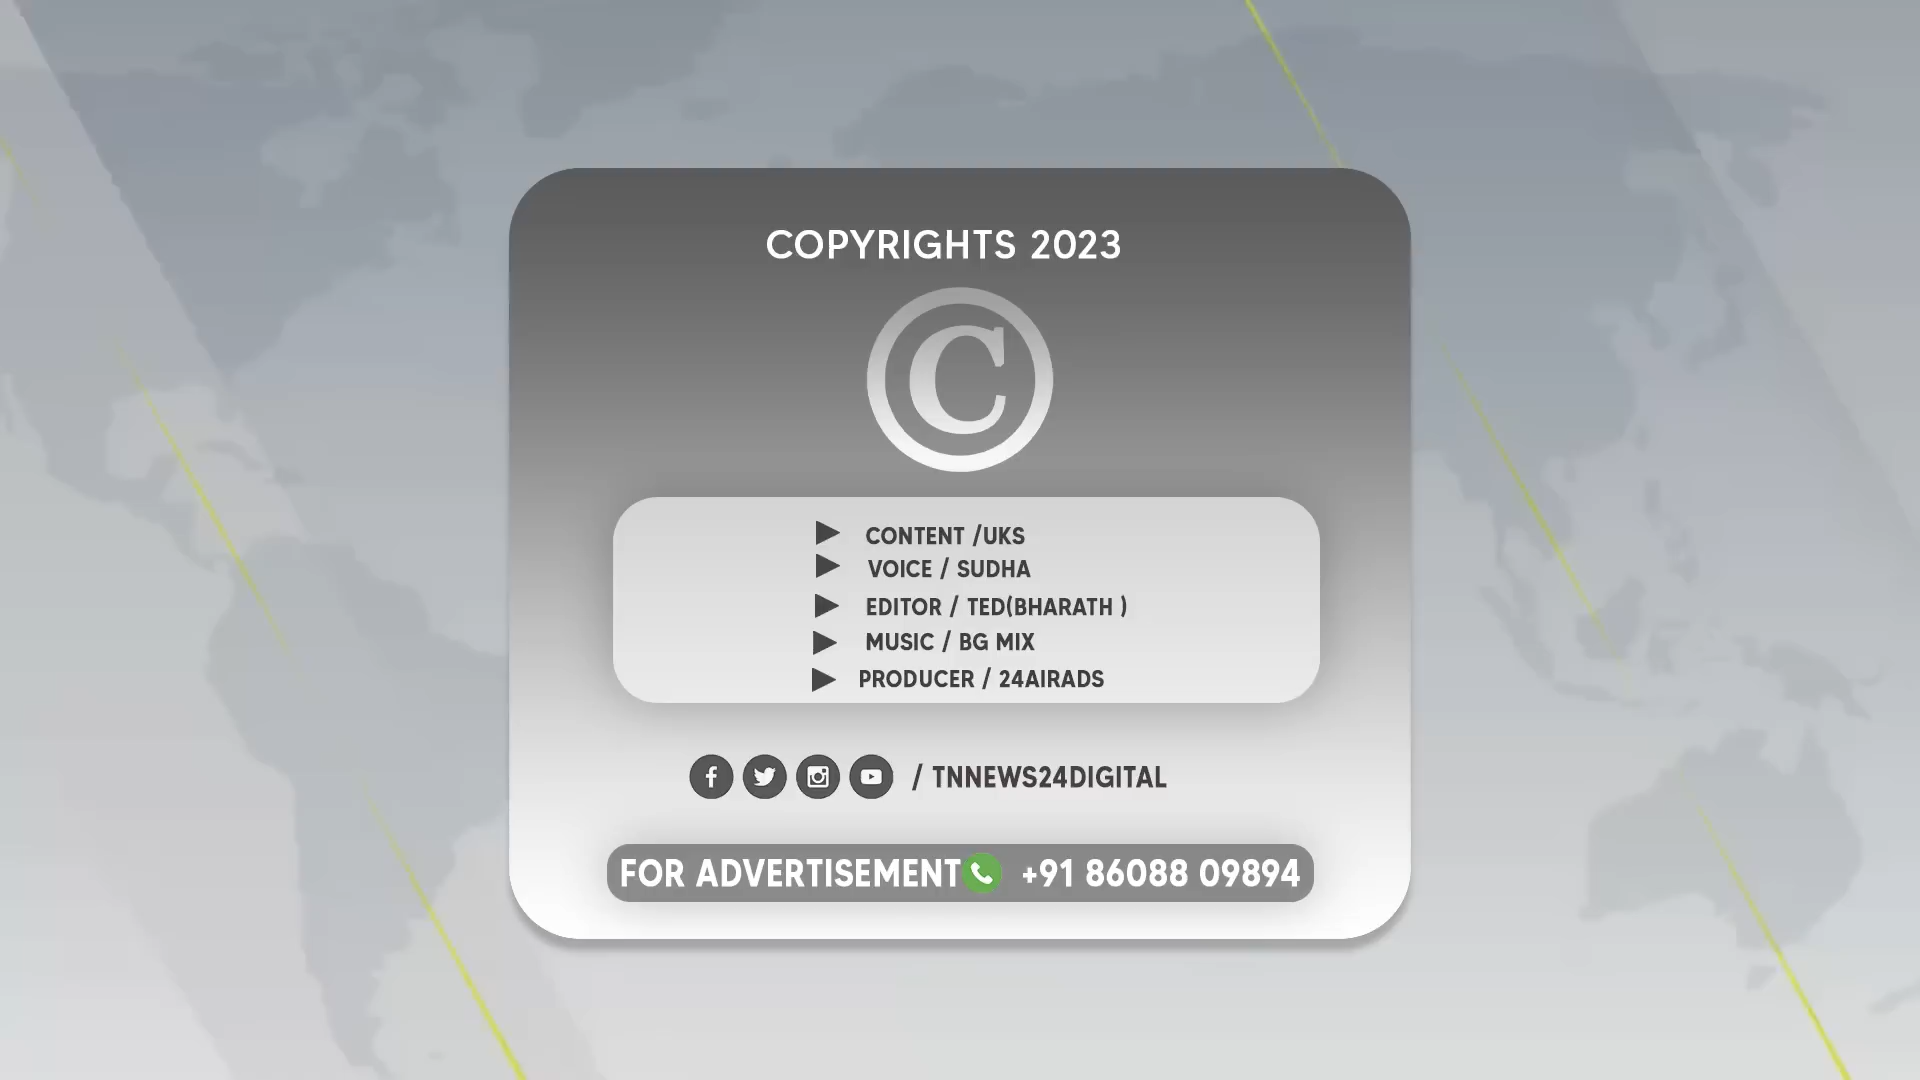 COPYRIGHTS 2023
©
CONTENT /UKS
VOICE / SUDHA
EDITOR / TED(BHARATH )
MUSIC / BG MIX
PRODUCER / 24AIRADS
/ TNNEWS24DIGITAL
FOR ADVERTISEMENT +91 86088 09894